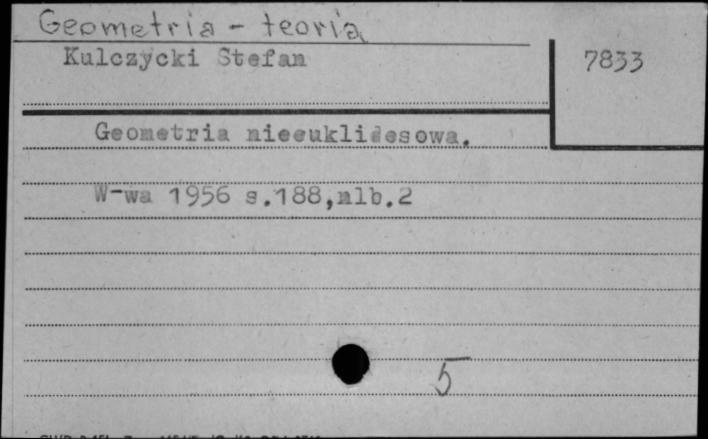 Geometria - teoria
Kulczycki Stefan
7833
Geometria nieeuklidesowa.
W-wa 1956 s.188,nlb.2
5